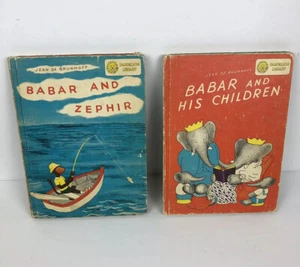 JEAN DE BRUNHOFF
BABAR AND
ZEPHIR
JEAN DE BRUNHOFF
BABAR AND
HIS CHILDREN